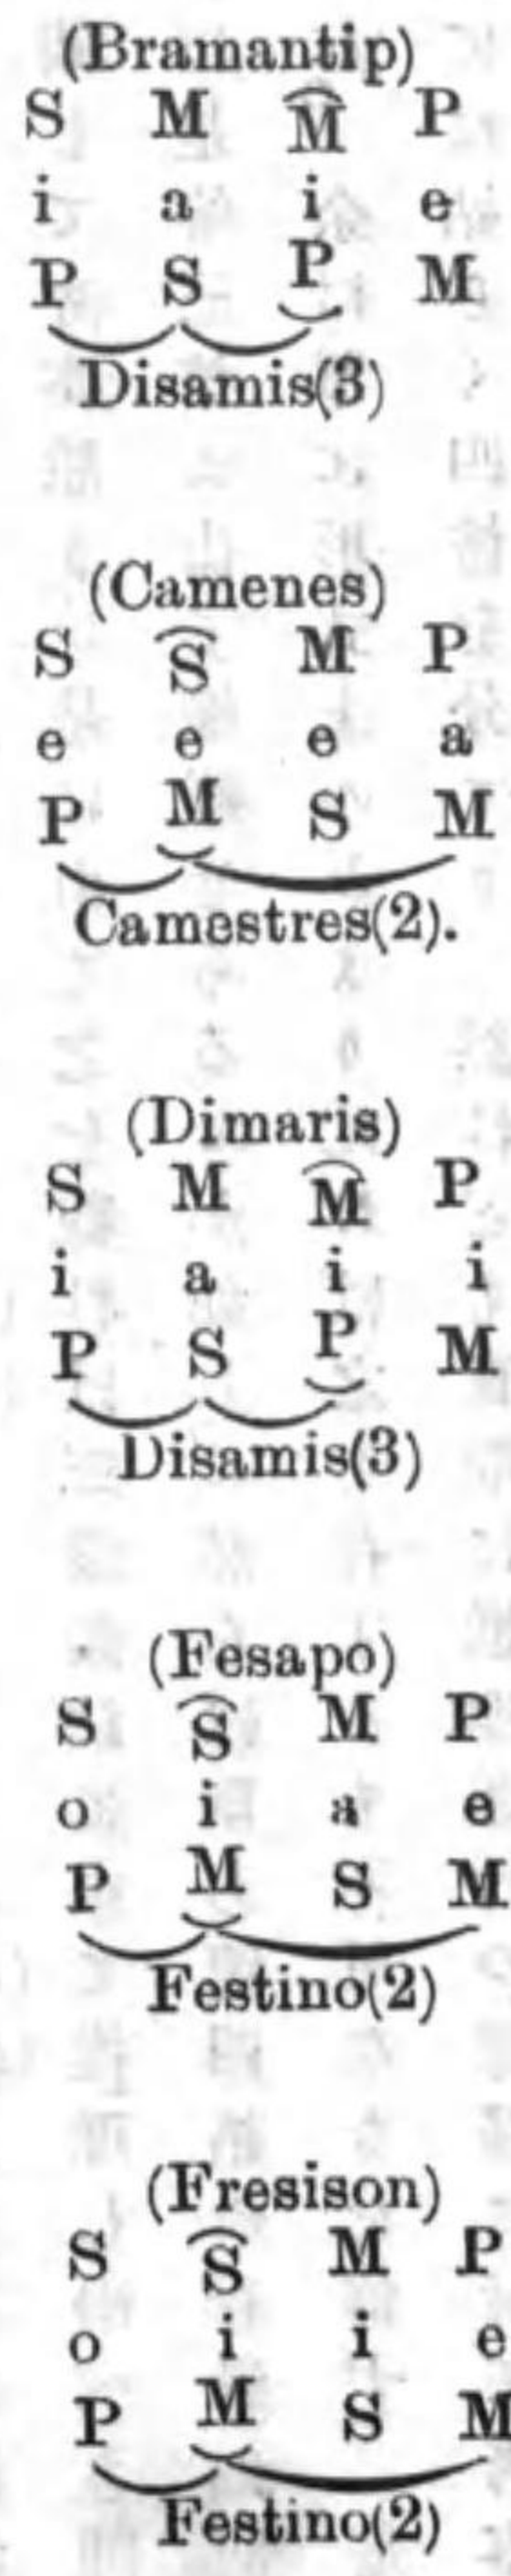 (Bramantip)
S M M P
i a i e
P S P M
Disamis(3)
(Camenes)
S S M P
e e e a
P M S M
Camestres(2).
(Dimaris)
S M M P
i a i i
P S P M
Disamis(3)
(Fesapo)
S S M P
o i a e
P M S M
Festino(2)
(Fresison)
S S M P
o i i e
P M S M
Festino(2)